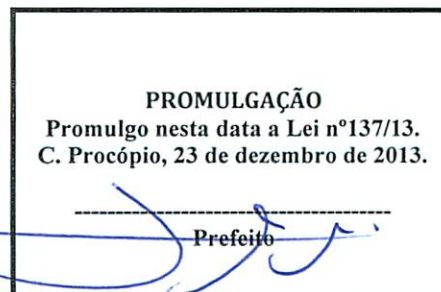 PROMULGAÇÃO
Promulgo nesta data a Lei nº137/13.
C. Procópio, 23 de dezembro de 2013.
Prefeito